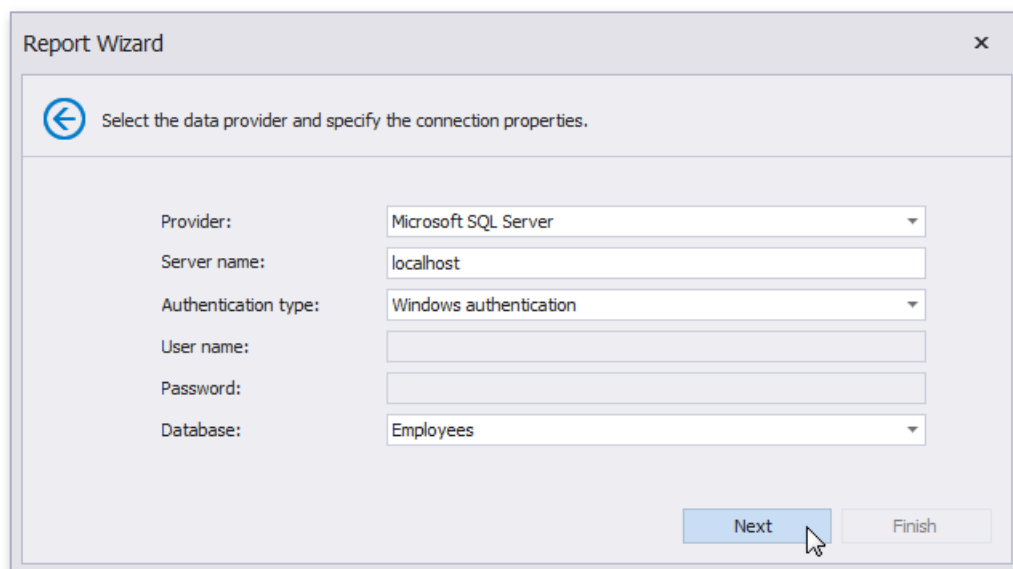 Report Wizard
Select the data provider and specify the connection properties.
Provider: Microsoft SQL Server
Server name: localhost
Authentication type: Windows authentication
User name:
Password:
Database: Employees
Next Finish